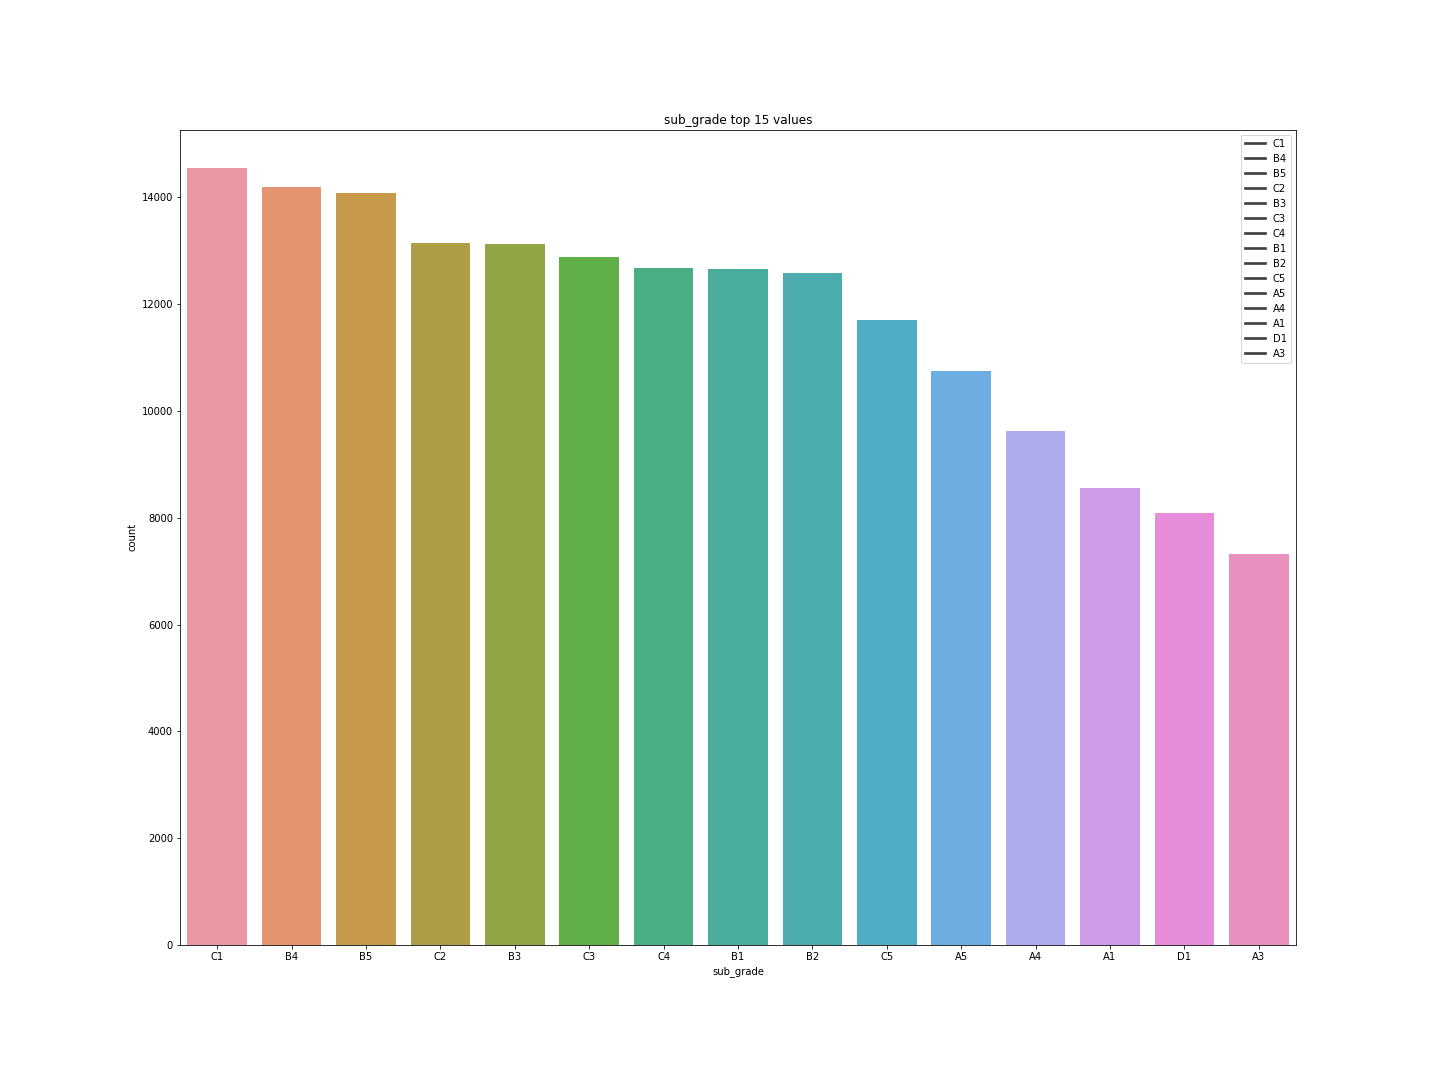 sub_grade top 15 values
C1
B4
B5
C2
B3
C3
C4
B1
B2
C5
A5
A4
A1
D1
A3
14000
12000
10000
8000
6000
4000
2000
0
count
C1 B4 B5 C2 B3 C3 C4 B1 B2 C5 A5 A4 A1 D1 A3
sub_grade